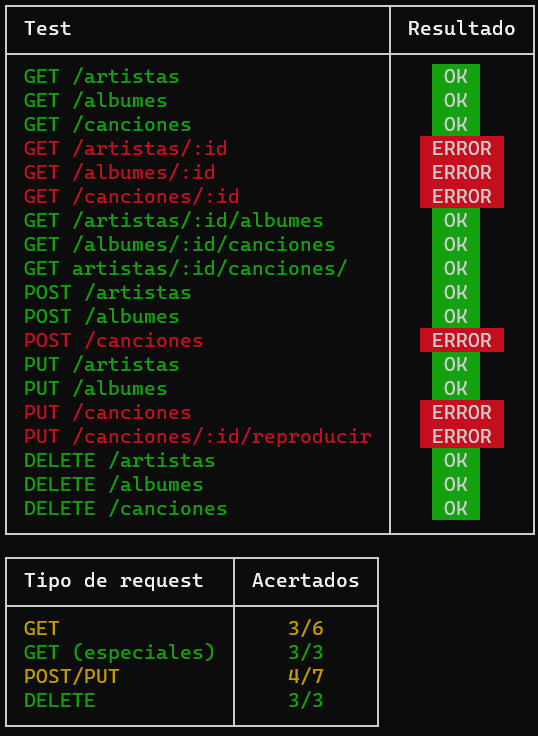 Test Resultado
GET /artistas OK
GET /albumes OK
GET /canciones OK
GET /artistas/:id ERROR
GET /albumes/:id ERROR
GET /canciones/:id ERROR
GET /artistas/:id/albumes OK
GET /albumes/:id/canciones OK
GET artistas/:id/canciones/ OK
POST /artistas OK
POST /albumes OK
POST /canciones ERROR
PUT /artistas OK
PUT /albumes OK
PUT /canciones ERROR
PUT /canciones/:id/reproducir ERROR
DELETE /artistas OK
DELETE /albumes OK
DELETE /canciones OK
Tipo de request Acertados
GET 3/6
GET (especiales) 3/3
POST/PUT 4/7
DELETE 3/3